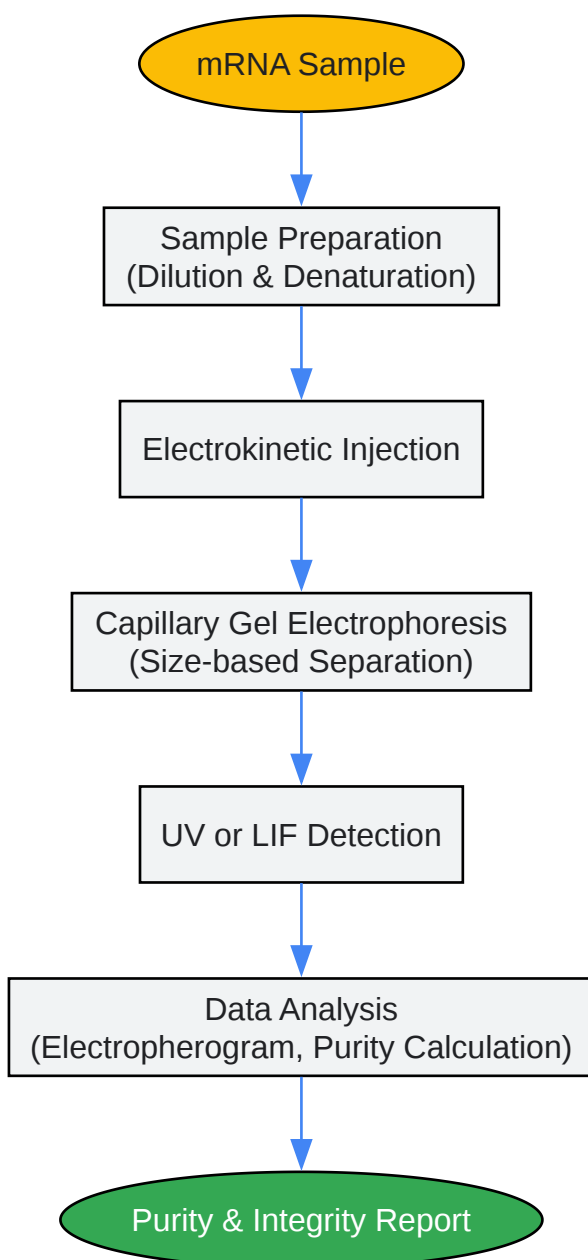 mRNA Sample
Sample Preparation
(Dilution & Denaturation)
Electrokinetic Injection
Capillary Gel Electrophoresis
(Size-based Separation)
UV or LIF Detection
Data Analysis
(Electropherogram, Purity Calculation)
Purity & Integrity Report